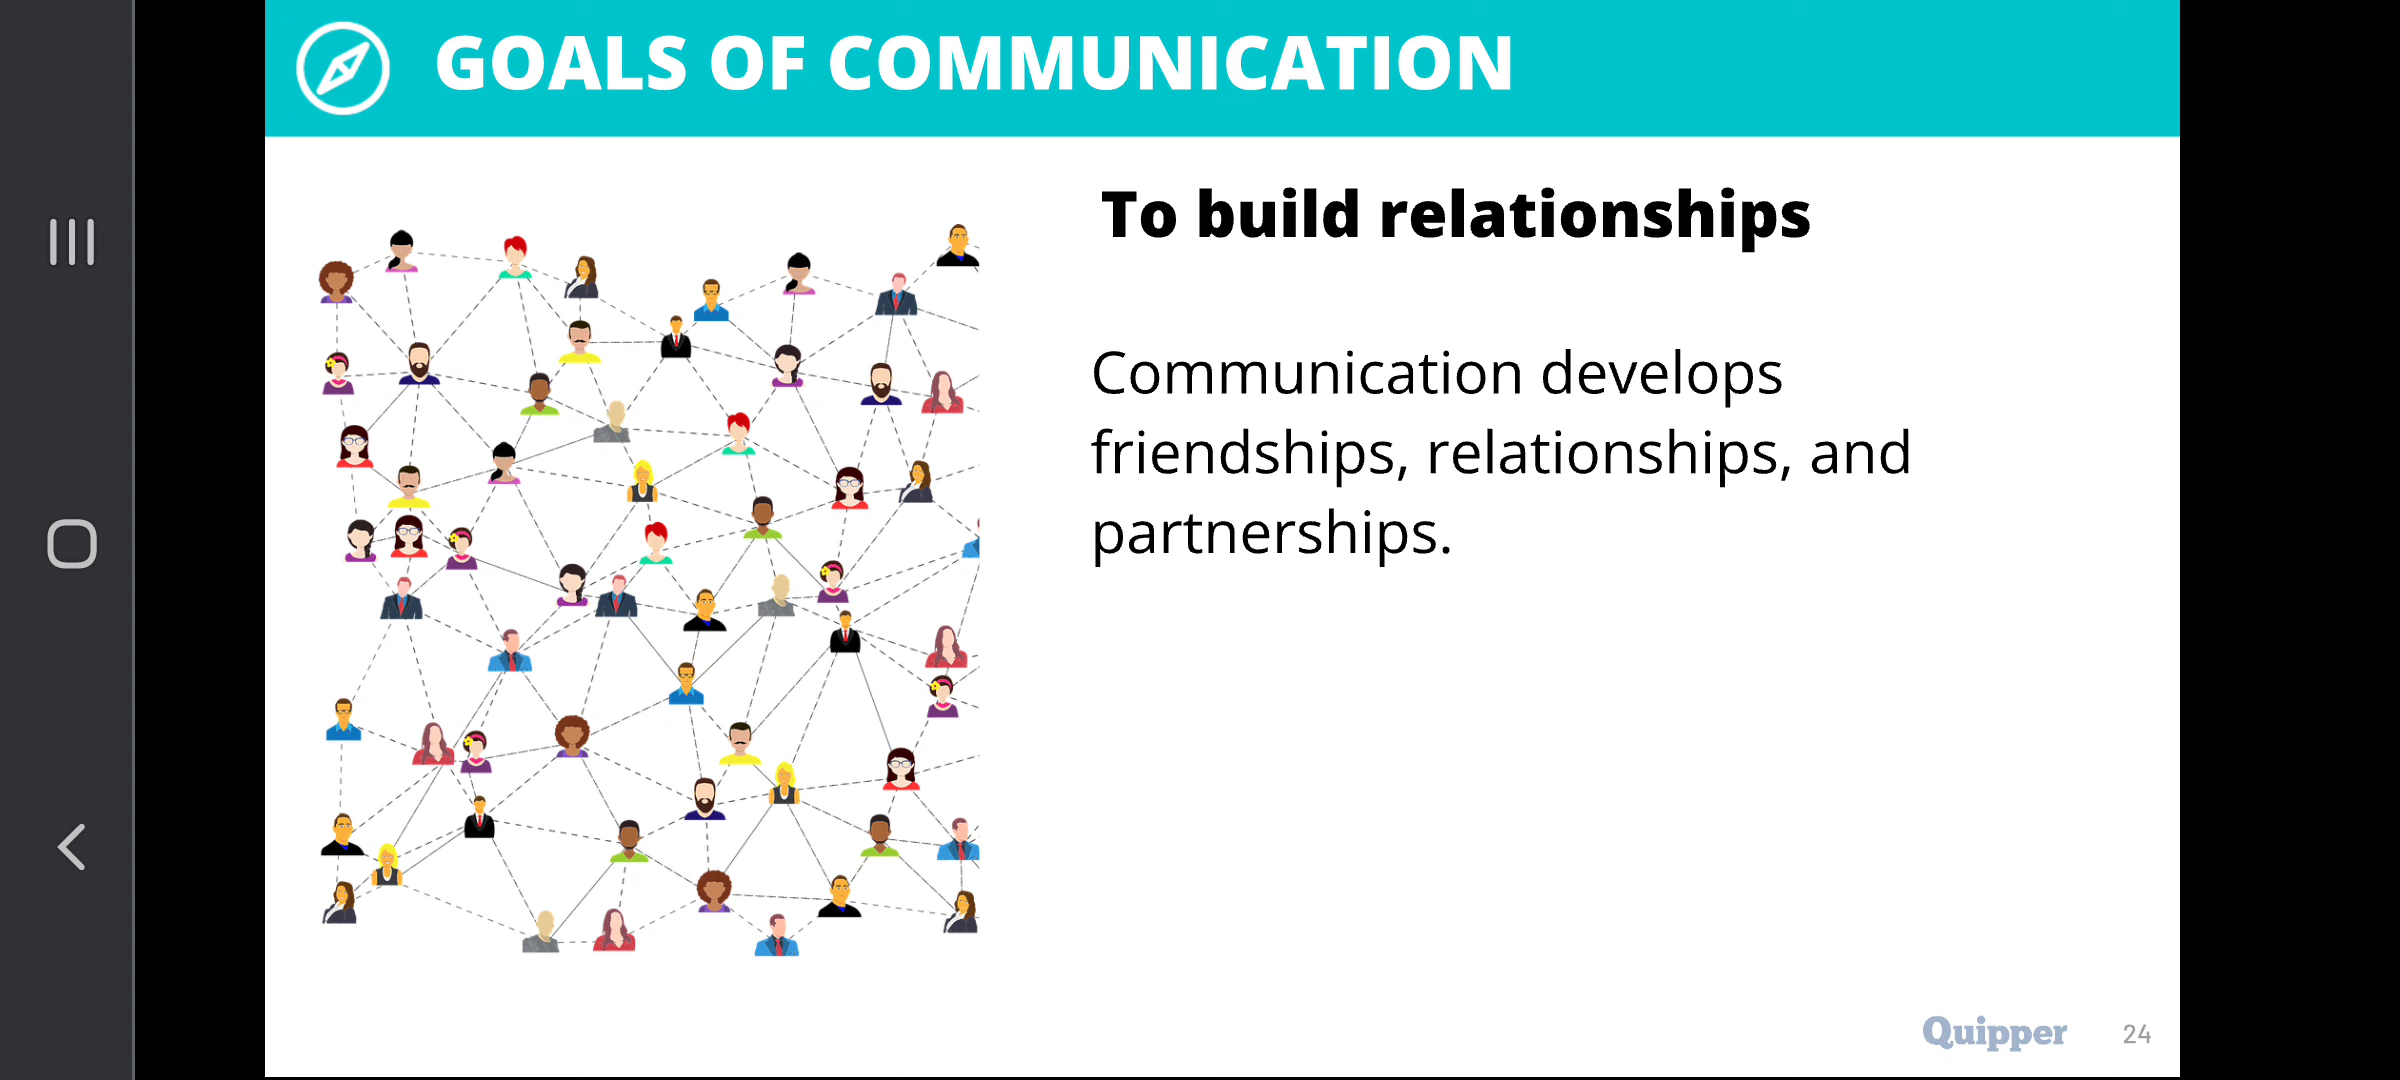 GOALS OF COMMUNICATION
To build relationships
Communication develops
friendships, relationships, and
partnerships.
Quipper 24